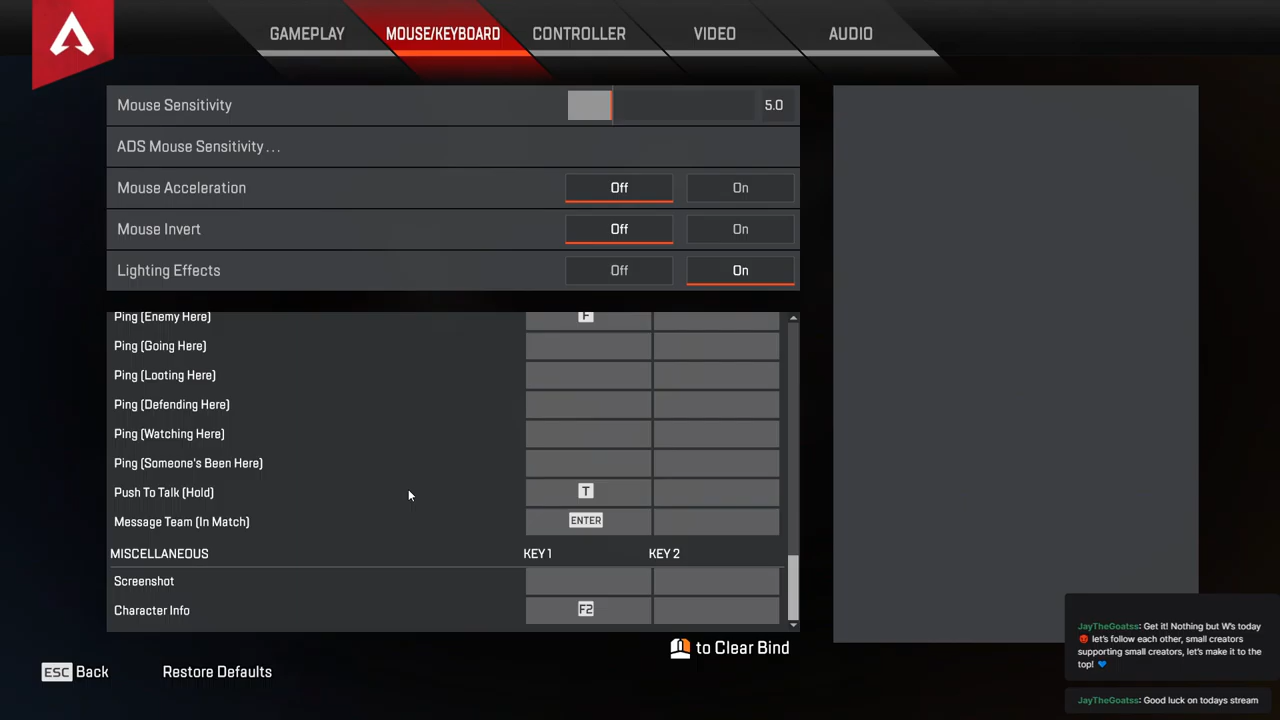 GAMEPLAY
MOUSE/KEYBOARD
CONTROLLER
VIDEO
AUDIO
Mouse Sensitivity 5.0
ADS Mouse Sensitivity...
Mouse Acceleration Off On
Mouse Invert Off On
Lighting Effects Off On
Ping (Enemy Here) F
Ping (Going Here)
Ping (Looting Here)
Ping (Defending Here)
Ping (Watching Here)
Ping (Someone's Been Here)
Push To Talk (Hold) T
Message Team (In Match) ENTER
MISCELLANEOUS KEY 1 KEY 2
Screenshot
Character Info F2
to Clear Bind
ESC Back
Restore Defaults
JayTheGoatss: Get it! Nothing but W's today
😡 let's follow each other, small creators
supporting small creators, let's make it to the
top! 💙
JayTheGoatss: Good luck on todays stream